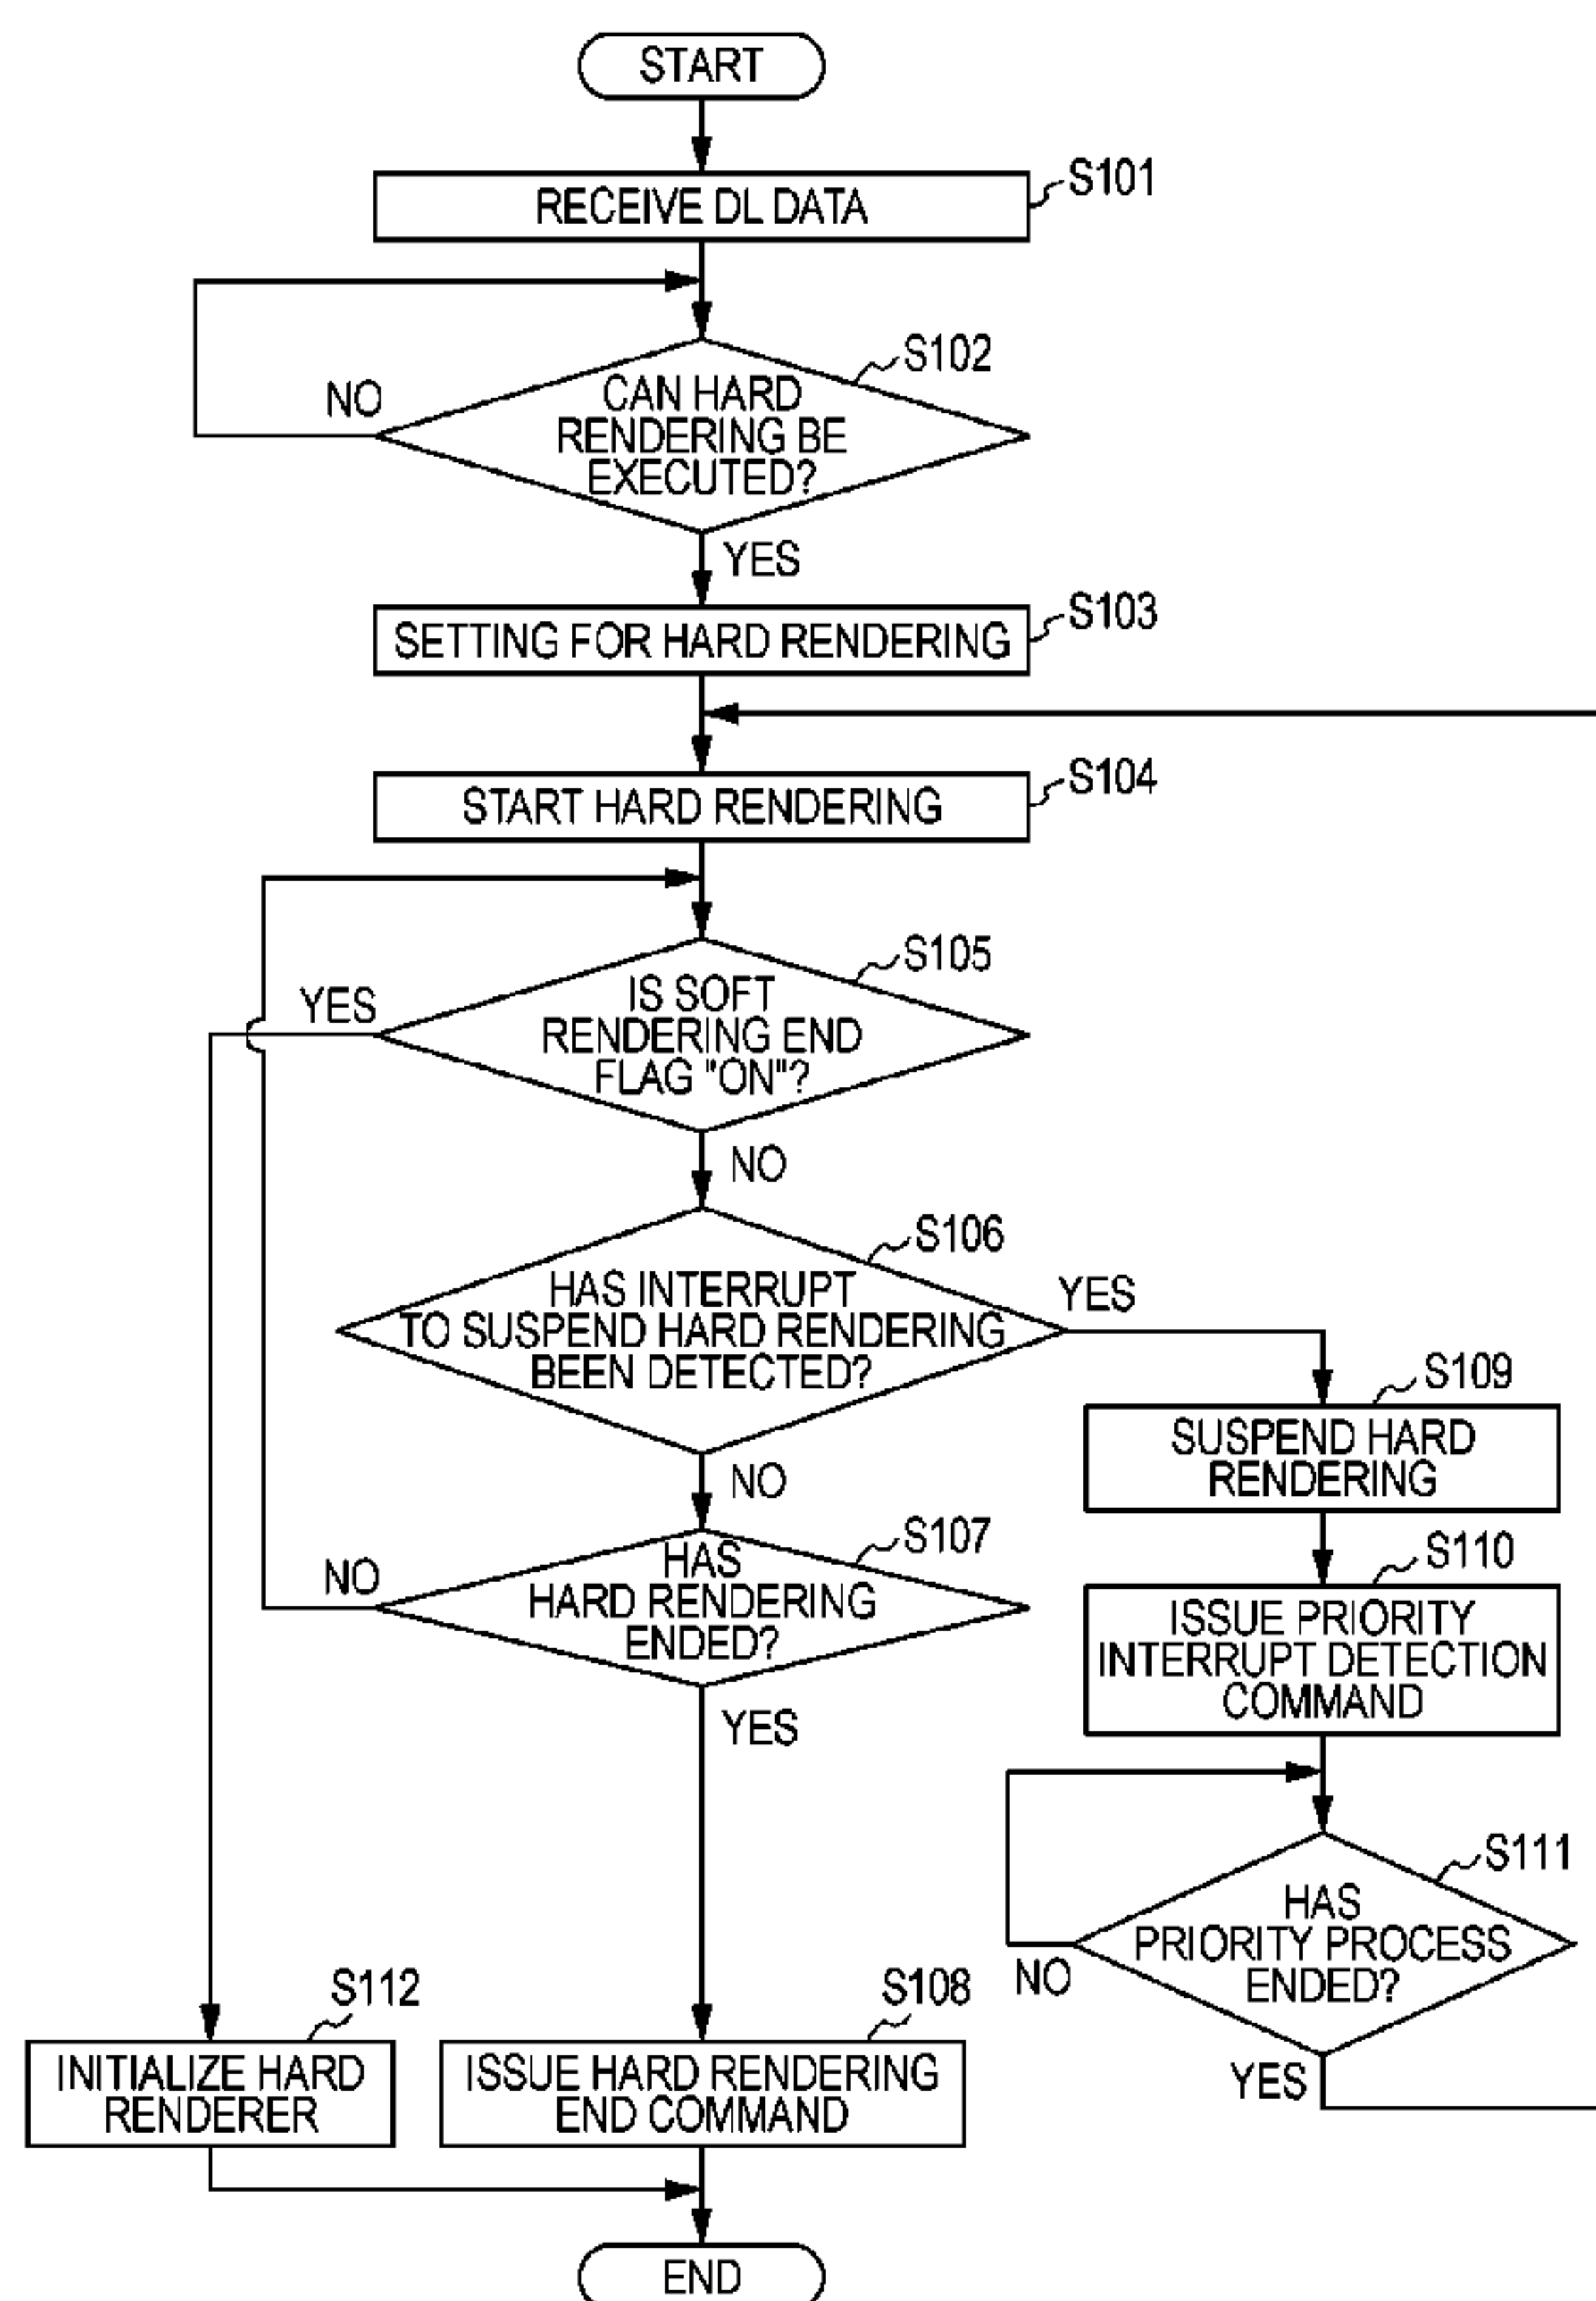 START
RECEIVE DL DATA
S101
S102
CAN HARD
RENDERING BE
EXECUTED?
NO
YES
SETTING FOR HARD RENDERING
S103
START HARD RENDERING
S104
S105
IS SOFT
RENDERING END
FLAG "ON"?
YES
NO
S106
HAS INTERRUPT
TO SUSPEND HARD RENDERING
BEEN DETECTED?
YES
NO
S109
SUSPEND HARD
RENDERING
S107
HAS
HARD RENDERING
ENDED?
NO
YES
S110
ISSUE PRIORITY
INTERRUPT DETECTION
COMMAND
S111
HAS
PRIORITY PROCESS
ENDED?
NO
YES
S112
INITIALIZE HARD
RENDERER
S108
ISSUE HARD RENDERING
END COMMAND
END